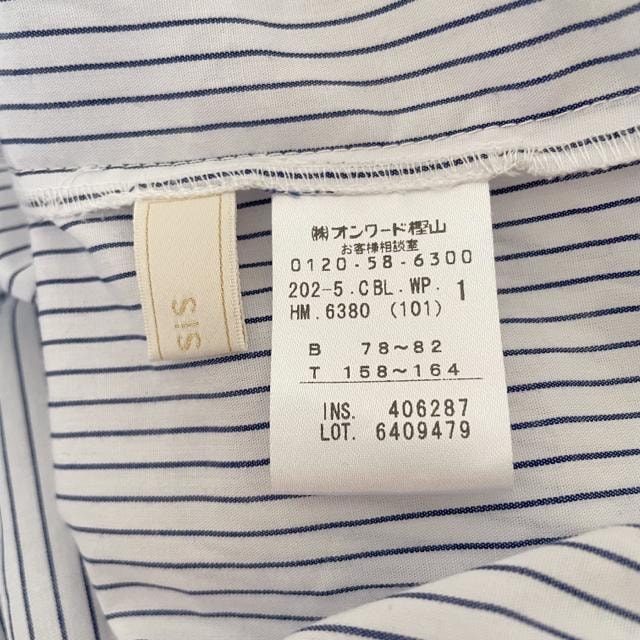 SIS
㈱オンワード樫山
お客様相談室
0120-58-6300
202-5.CBL.WP. 1
HM.6380 (101)
B 78～82
T 158～164
INS. 406287
LOT. 6409479